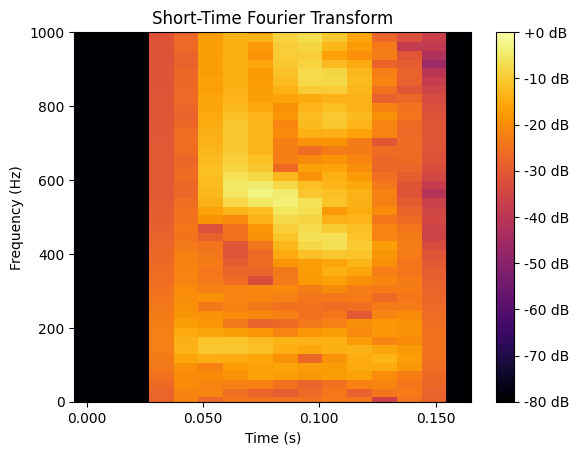 Short-Time Fourier Transform
1000
800
600
400
200
0
Frequency (Hz)
0.000
0.050
0.100
0.150
Time (s)
+0 dB
-10 dB
-20 dB
-30 dB
-40 dB
-50 dB
-60 dB
-70 dB
-80 dB